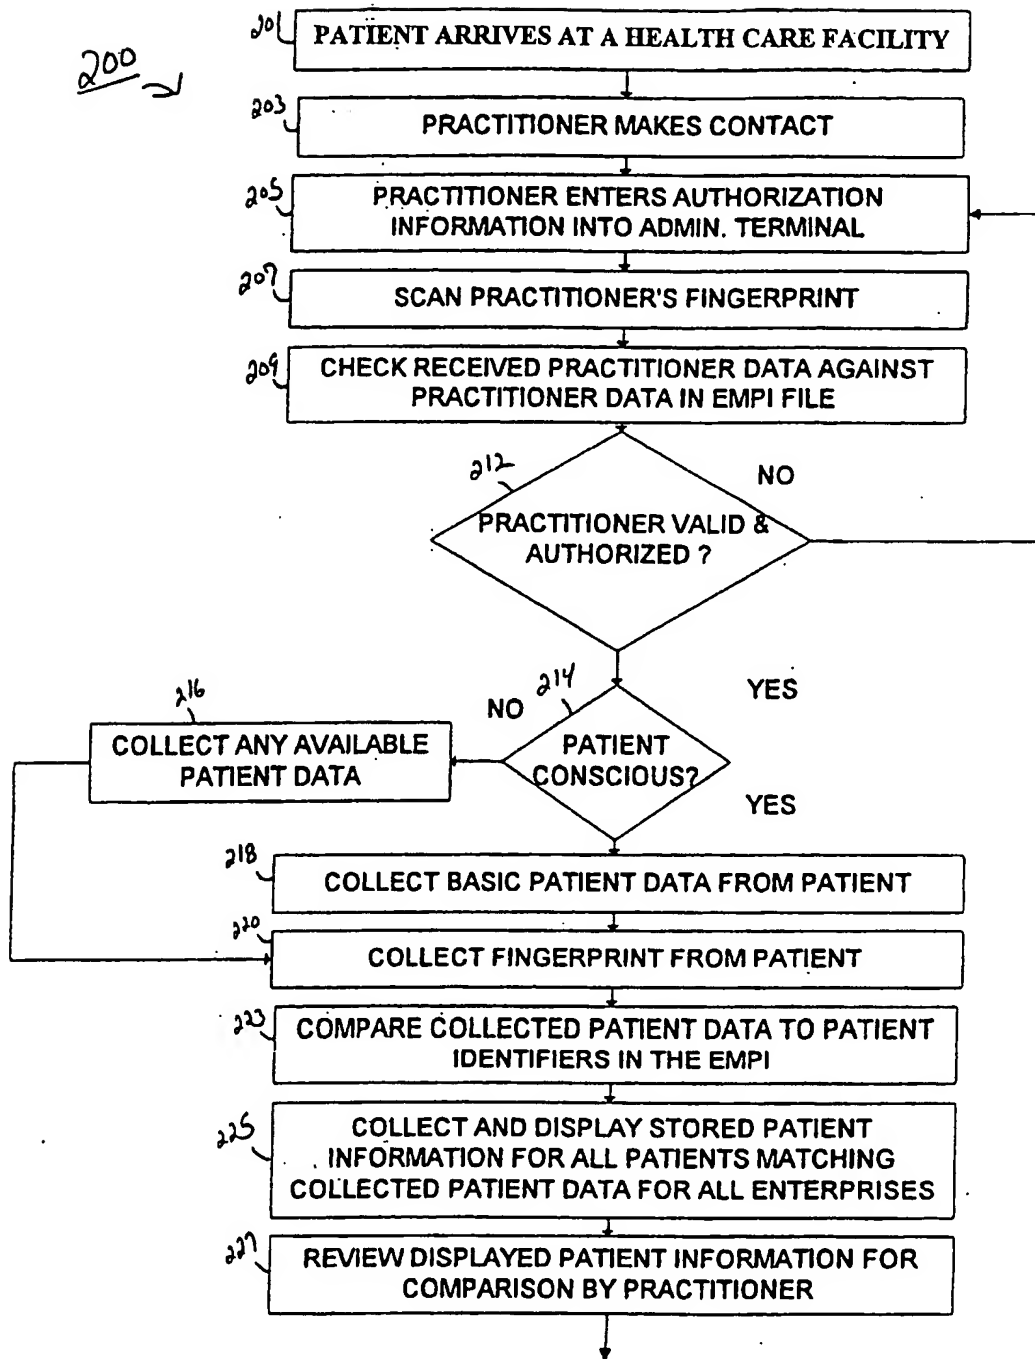 200
201
PATIENT ARRIVES AT A HEALTH CARE FACILITY
203
PRACTITIONER MAKES CONTACT
205
PRACTITIONER ENTERS AUTHORIZATION
INFORMATION INTO ADMIN. TERMINAL
207
SCAN PRACTITIONER'S FINGERPRINT
209
CHECK RECEIVED PRACTITIONER DATA AGAINST
PRACTITIONER DATA IN EMPI FILE
212
NO
PRACTITIONER VALID &
AUTHORIZED ?
214
YES
NO
216
PATIENT
CONSCIOUS?
COLLECT ANY AVAILABLE
PATIENT DATA
YES
218
COLLECT BASIC PATIENT DATA FROM PATIENT
220
COLLECT FINGERPRINT FROM PATIENT
223
COMPARE COLLECTED PATIENT DATA TO PATIENT
IDENTIFIERS IN THE EMPI
225
COLLECT AND DISPLAY STORED PATIENT
INFORMATION FOR ALL PATIENTS MATCHING
COLLECTED PATIENT DATA FOR ALL ENTERPRISES
227
REVIEW DISPLAYED PATIENT INFORMATION FOR
COMPARISON BY PRACTITIONER